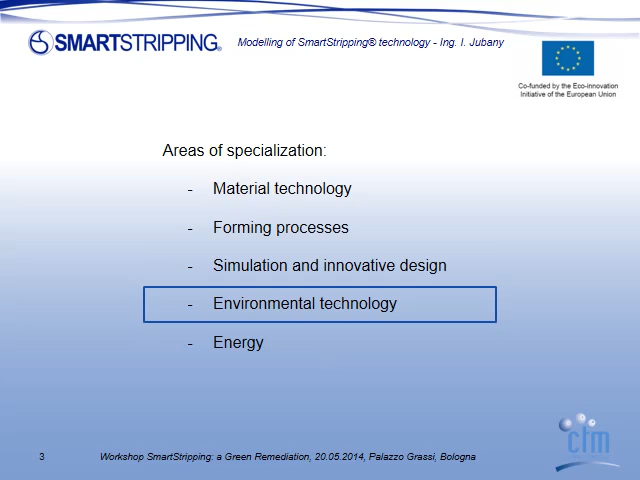 SMARTSTRIPPING®
Modelling of SmartStripping® technology - Ing. I. Jubany
Co-funded by the Eco-innovation
Initiative of the European Union
Areas of specialization:
- Material technology
- Forming processes
- Simulation and innovative design
- Environmental technology
- Energy
ctm
3
Workshop SmartStripping: a Green Remediation, 20.05.2014, Palazzo Grassi, Bologna